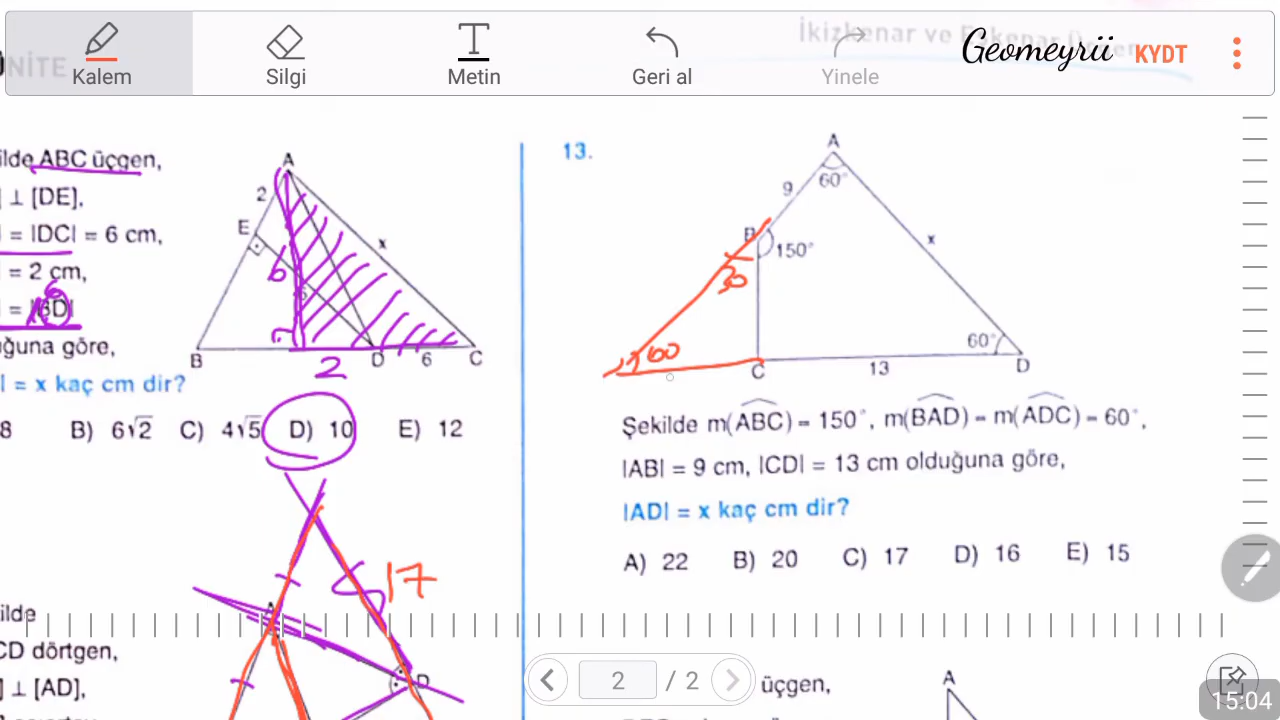 Kalem
Silgi
Metin
Geri al
Yinele
Geomeyrii KYDT
NİTE
İkizkenar ve
ilde ABC üçgen,
⊥ [DE],
= |DC| = 6 cm,
= 2 cm,
= |BD|
ğuna göre,
= x kaç cm dir?
8 B) 6√2 C) 4√5 D) 10 E) 12
A
2
E
x
6
B
D
6
C
2
17
ilde
CD dörtgen,
⊥ [AD],
A
D
13.
A
60°
9
B
150°
x
30
60
60°
C
13
D
Şekilde m(ABC) = 150°, m(BAD) = m(ADC) = 60°,
|AB| = 9 cm, |CD| = 13 cm olduğuna göre,
|AD| = x kaç cm dir?
A) 22 B) 20 C) 17 D) 16 E) 15
2 / 2
üçgen,
A
15:04